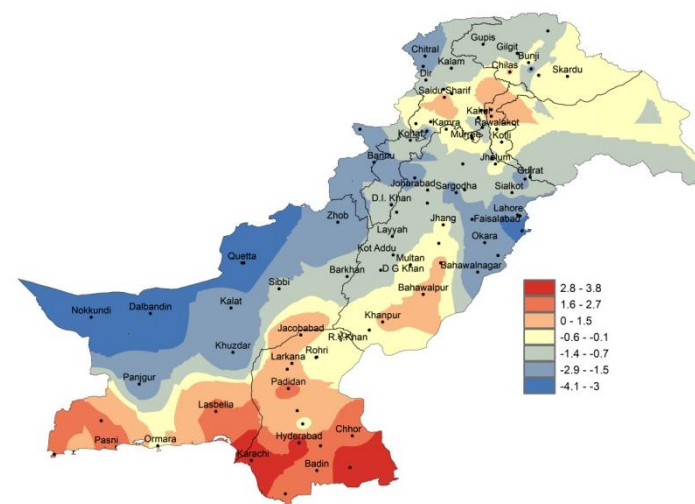 Gupis
Gilgit
Bunji
Chitral
Kalam
Chilas
Skardu
Dir
Saidu Sharif
Kamra
Rawalakot
Kohat
Murree
Kotli
Bannu
Jhelum
Gujrat
Joharabad
Sargodha
Sialkot
D.I. Khan
Lahore
Zhob
Jhang
Faisalabad
Layyah
Okara
Quetta
Kot Addu
Multan
Barkhan
D G Khan
Bahawalnagar
Sibbi
Bahawalpur
Nokkundi
Dalbandin
Kalat
Khanpur
Jacobabad
R.Y.Khan
Khuzdar
Larkana
Rohri
Panjgur
Padidan
Lasbelia
Pasni
Ormara
Hyderabad
Chhor
Karachi
Badin
2.8 - 3.8
1.6 - 2.7
0 - 1.5
-0.6 - -0.1
-1.4 - -0.7
-2.9 - -1.5
-4.1 - -3